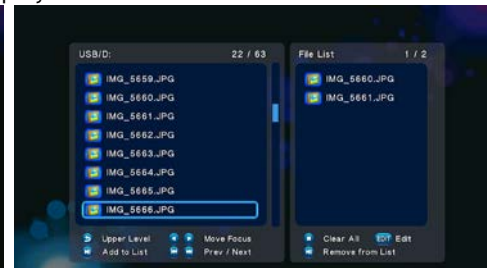 USB/D: 22 / 63
IMG_5659.JPG
IMG_5660.JPG
IMG_5661.JPG
IMG_5662.JPG
IMG_5663.JPG
IMG_5664.JPG
IMG_5665.JPG
IMG_5666.JPG
Upper Level Move Focus
Add to List Prev / Next
File List 1 / 2
IMG_5660.JPG
IMG_5661.JPG
Clear All EDIT Edit
Remove from List